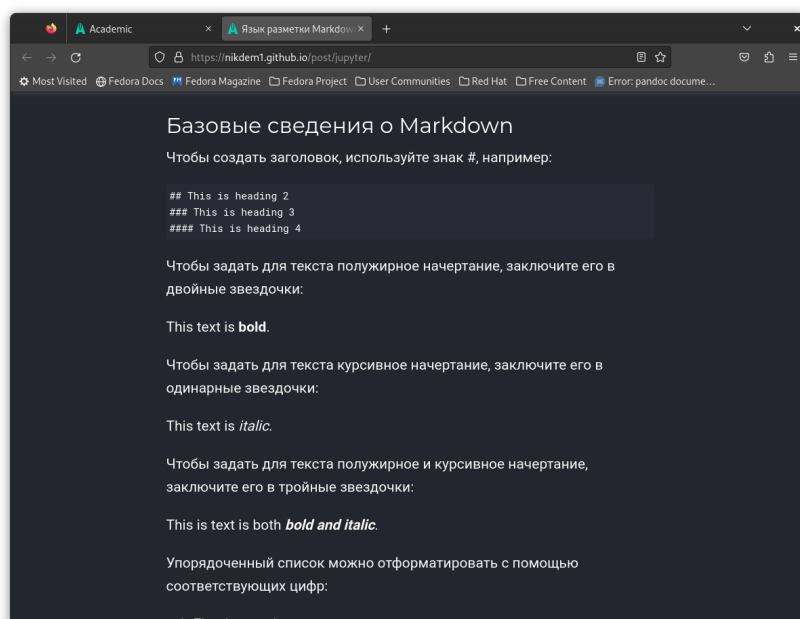 Academic × Язык разметки Markdow × +
https://nikdem1.github.io/post/jupyter/
Most Visited Fedora Docs Fedora Magazine Fedora Project User Communities Red Hat Free Content Error: pandoc docume…
Базовые сведения о Markdown
Чтобы создать заголовок, используйте знак #, например:
## This is heading 2
### This is heading 3
#### This is heading 4
Чтобы задать для текста полужирное начертание, заключите его в
двойные звездочки:
This text is bold.
Чтобы задать для текста курсивное начертание, заключите его в
одинарные звездочки:
This text is italic.
Чтобы задать для текста полужирное и курсивное начертание,
заключите его в тройные звездочки:
This is text is both bold and italic.
Упорядоченный список можно отформатировать с помощью
соответствующих цифр: